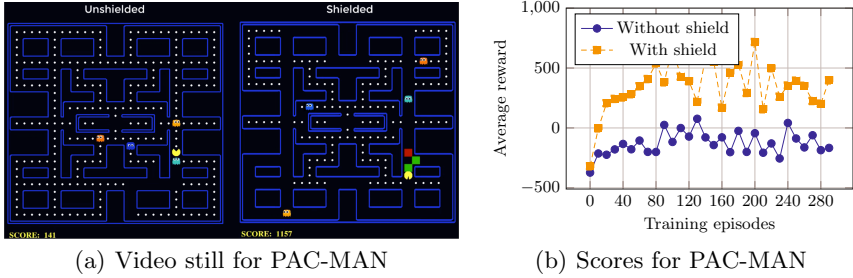 Unshielded
Shielded
SCORE: 141
SCORE: 1157
(a) Video still for PAC-MAN
Without shield
With shield
Average reward
1,000
500
0
−500
0 40 80 120 160 200 240 280
Training episodes
(b) Scores for PAC-MAN